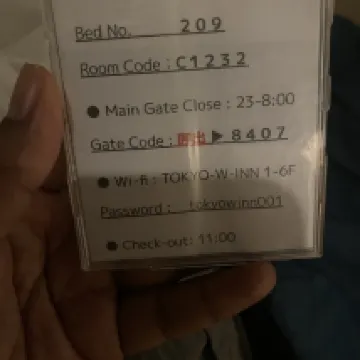 Bed No. 209
Room Code : C1232
● Main Gate Close : 23-8:00
Gate Code : ▶ 8407
● Wi-fi : TOKYO-W-INN 1-6F
Password : tokyowinn001
● Check-out: 11:00